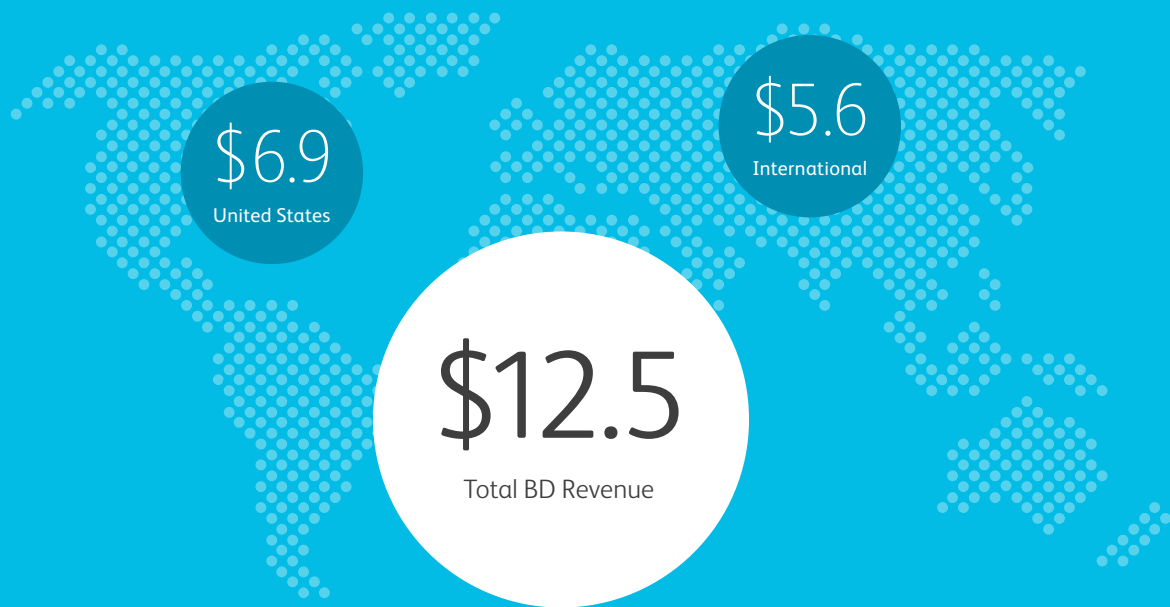 $6.9
United States
$5.6
International
$12.5
Total BD Revenue